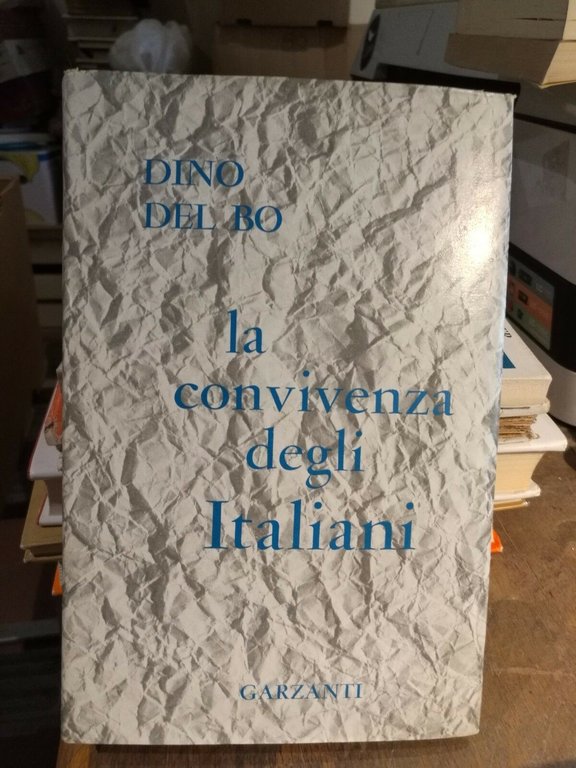 DINO
DEL BO
la
convivenza
degli
Italiani
GARZANTI